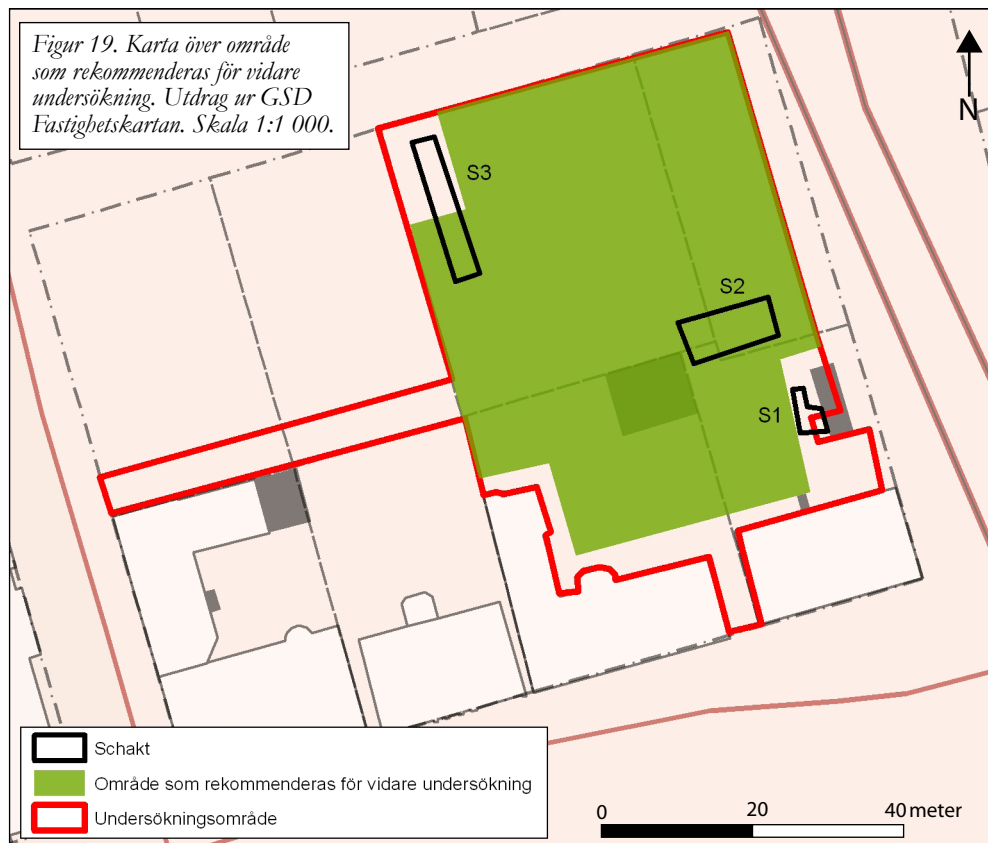 Figur 19. Karta över område
som rekommenderas för vidare
undersökning. Utdrag ur GSD
Fastighetskartan. Skala 1:1 000.
N
S3
S2
S1
Schakt
Område som rekommenderas för vidare undersökning
Undersökningsområde
0 20 40 meter